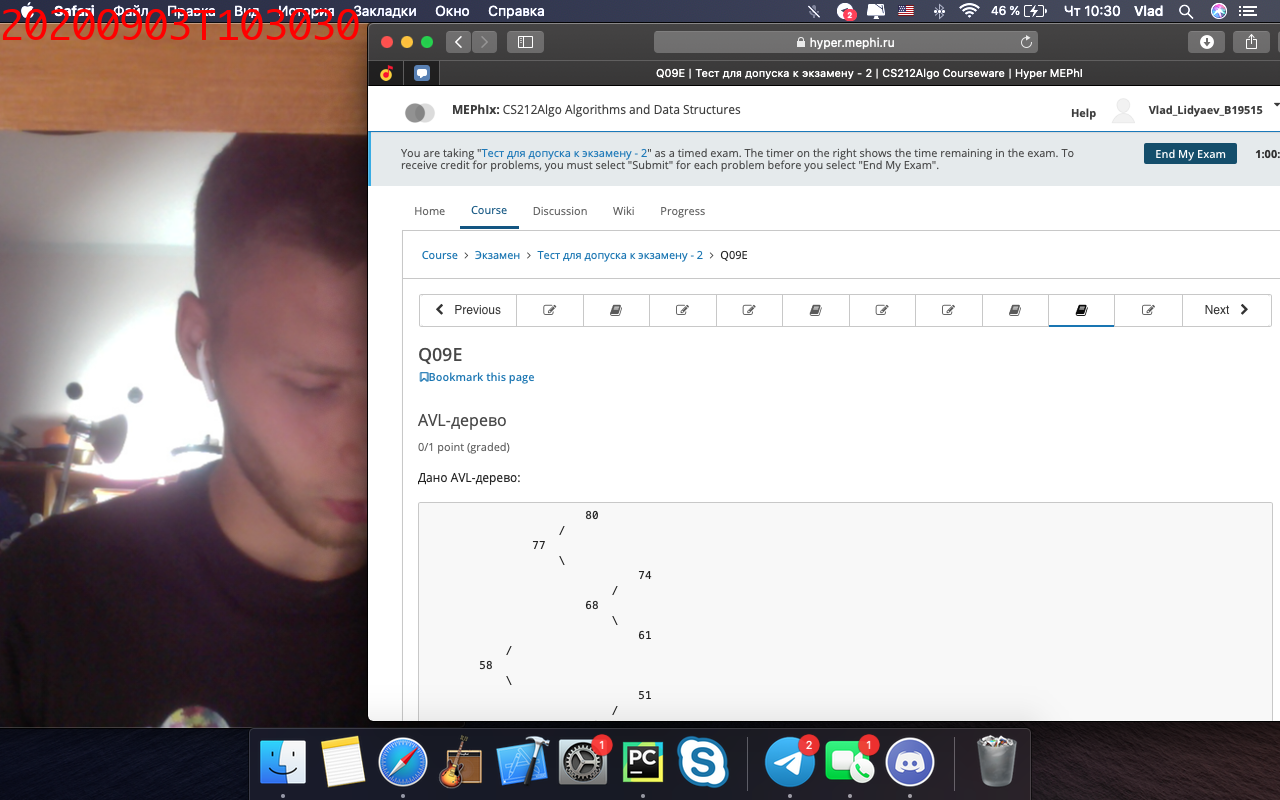 20200903T103030
Safari Файл Правка Вид История Закладки Окно Справка 2 46 % Чт 10:30 Vlad
hyper.mephi.ru
Q09E | Тест для допуска к экзамену - 2 | CS212Algo Courseware | Hyper MEPhI
MEPhIx: CS212Algo Algorithms and Data Structures Help Vlad_Lidyaev_B19515
You are taking "Тест для допуска к экзамену - 2" as a timed exam. The timer on the right shows the time remaining in the exam. To
receive credit for problems, you must select "Submit" for each problem before you select "End My Exam".
End My Exam 1:00:
Home Course Discussion Wiki Progress
Course > Экзамен > Тест для допуска к экзамену - 2 > Q09E
Previous Next
Q09E
Bookmark this page
AVL-дерево
0/1 point (graded)
Дано AVL-дерево:
80
/
77
\
74
/
68
\
61
/
58
\
51
/
1 PC S 2 1